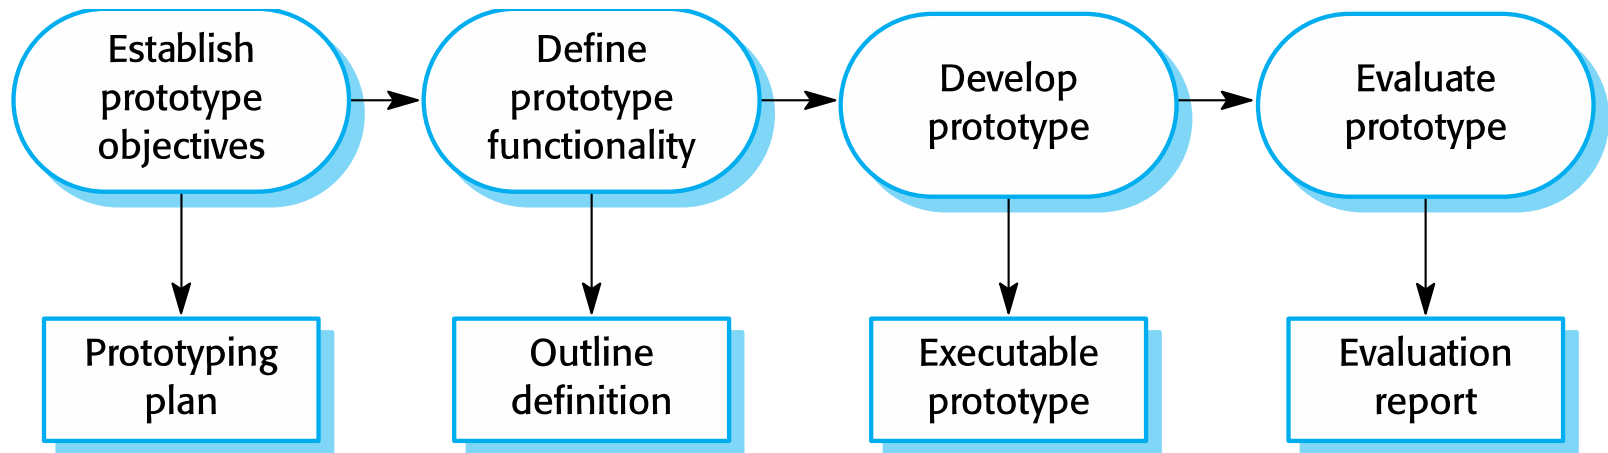 Establish
prototype
objectives
Define
prototype
functionality
Develop
prototype
Evaluate
prototype
Prototyping
plan
Outline
definition
Executable
prototype
Evaluation
report